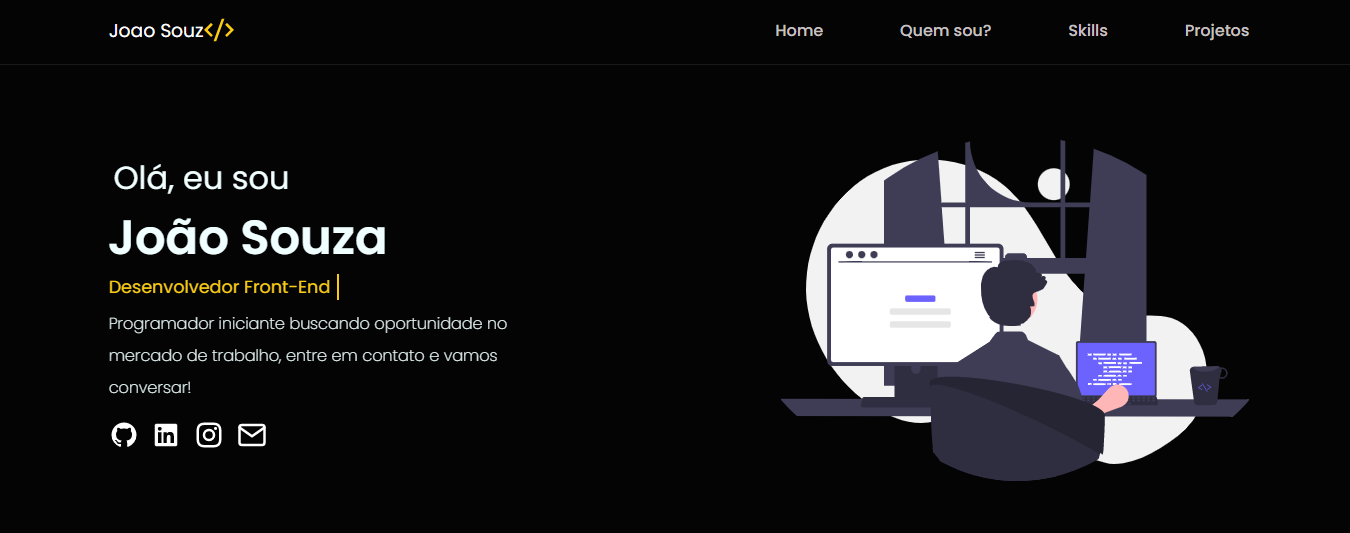 Joao Souz</>
Home Quem sou? Skills Projetos
Olá, eu sou
João Souza
Desenvolvedor Front-End
Programador iniciante buscando oportunidade no
mercado de trabalho, entre em contato e vamos
conversar!